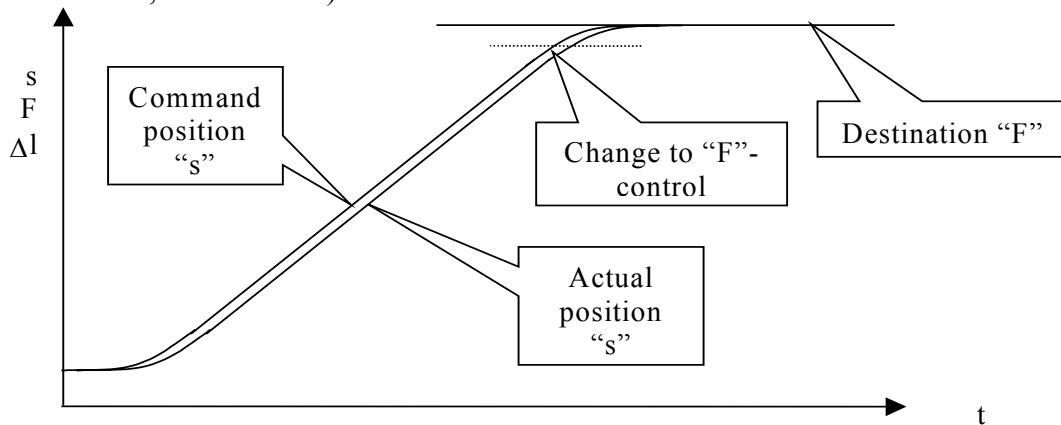 s
F
Δl
Command
position
“s”
Change to “F”-
control
Destination “F”
Actual
position
“s”
t